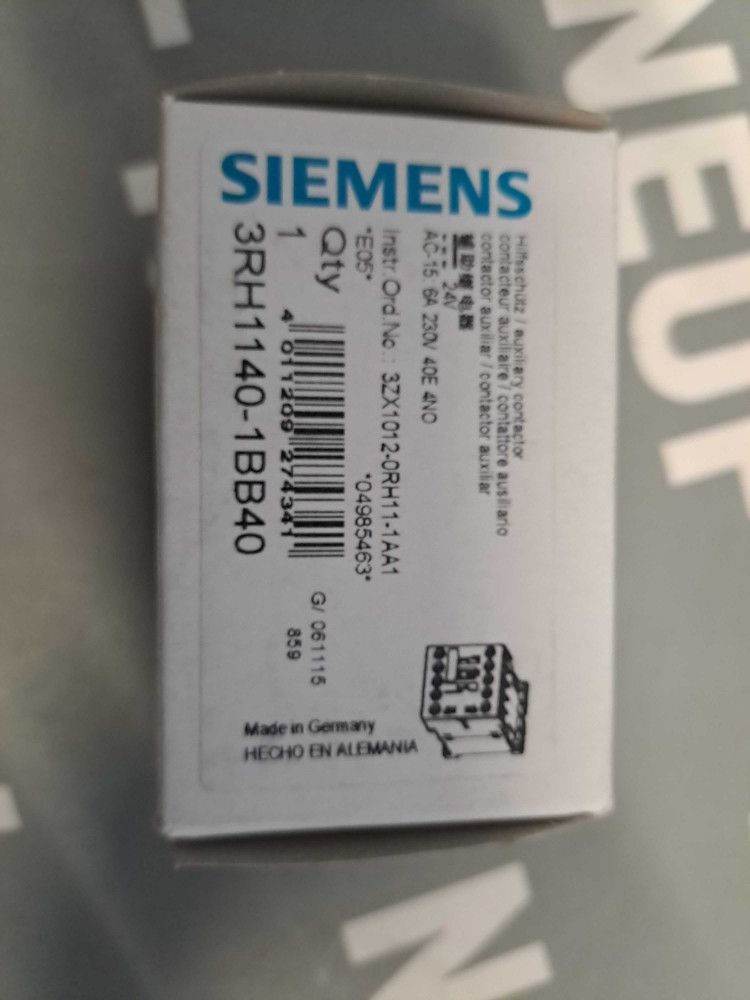 SIEMENS
Hilfsschütz / auxiliary contactor
contacteur auxiliaire / contattore ausiliario
contactor auxiliar / contactor auxiliar
24V
AC-15: 6A 230V 40E 4NO
Instr.Ord.No.: 3ZX1012-0RH11-1AA1
*E05*
*04985463*
Qty
1
4 011209 274341
G/ 061115
859
3RH1140-1BB40
Made in Germany
HECHO EN ALEMANIA
NEU